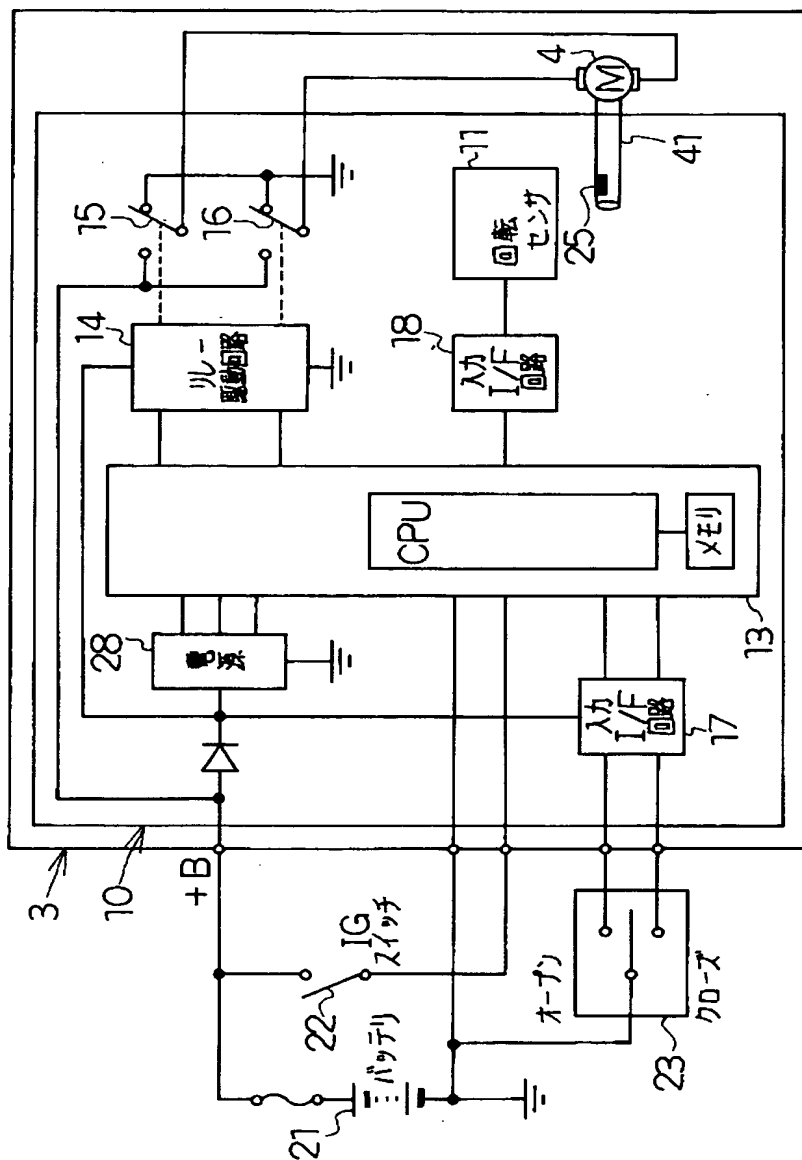 3
10
+B
21
バッテリ
22
IG
スイッチ
23
オープン
クローズ
28
電源
入力
I/F
回路
17
13
CPU
メモリ
14
リレー
駆動回路
15
16
18
入力
I/F
回路
11
回転
センサ
25
41
4
M